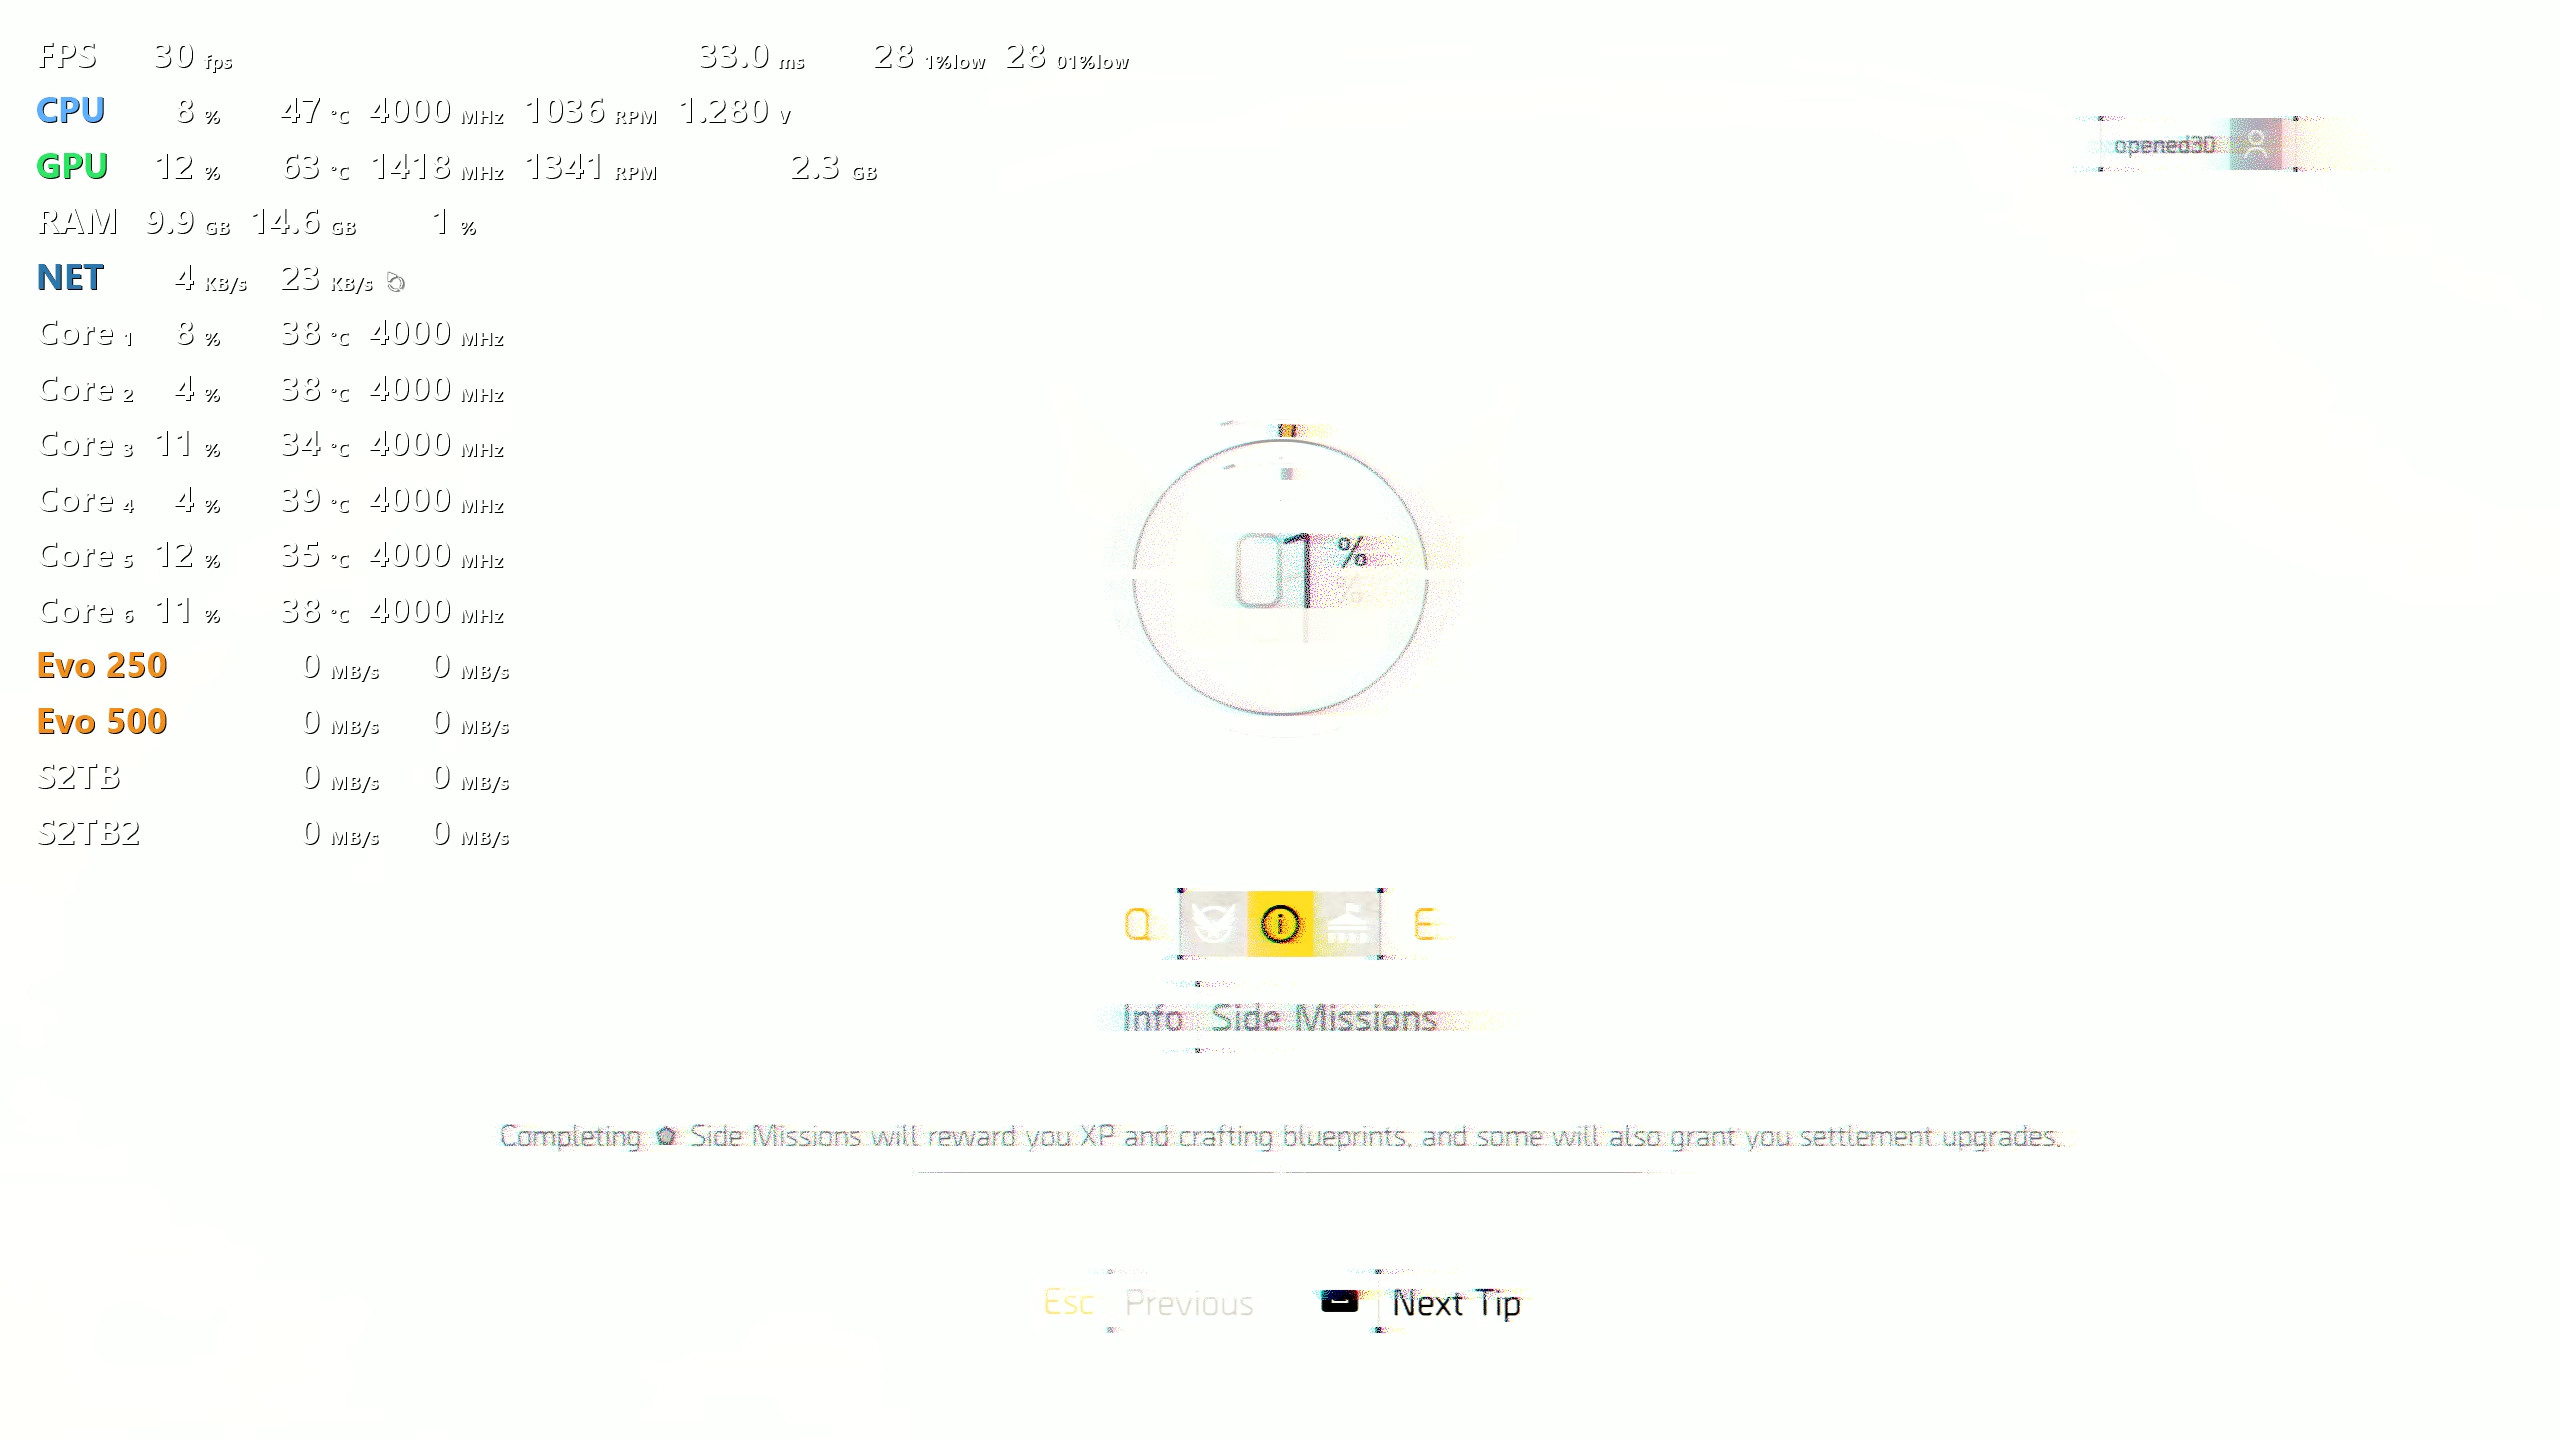 FPS 30 fps 33.0 ms 28 1%low 28 01%low
CPU 8 % 47 °C 4000 MHz 1036 RPM 1.280 V
GPU 12 % 63 °C 1418 MHz 1341 RPM 2.3 GB
RAM 9.9 GB 14.6 GB 1 %
NET 4 KB/s 23 KB/s
Core 1 8 % 38 °C 4000 MHz
Core 2 4 % 38 °C 4000 MHz
Core 3 11 % 34 °C 4000 MHz
Core 4 4 % 39 °C 4000 MHz
Core 5 12 % 35 °C 4000 MHz
Core 6 11 % 38 °C 4000 MHz
Evo 250 0 MB/s 0 MB/s
Evo 500 0 MB/s 0 MB/s
S2TB 0 MB/s 0 MB/s
S2TB2 0 MB/s 0 MB/s
opened30
01 %
Q E
Info Side Missions
Completing Side Missions will reward you XP and crafting blueprints, and some will also grant you settlement upgrades.
Esc Previous Next Tip